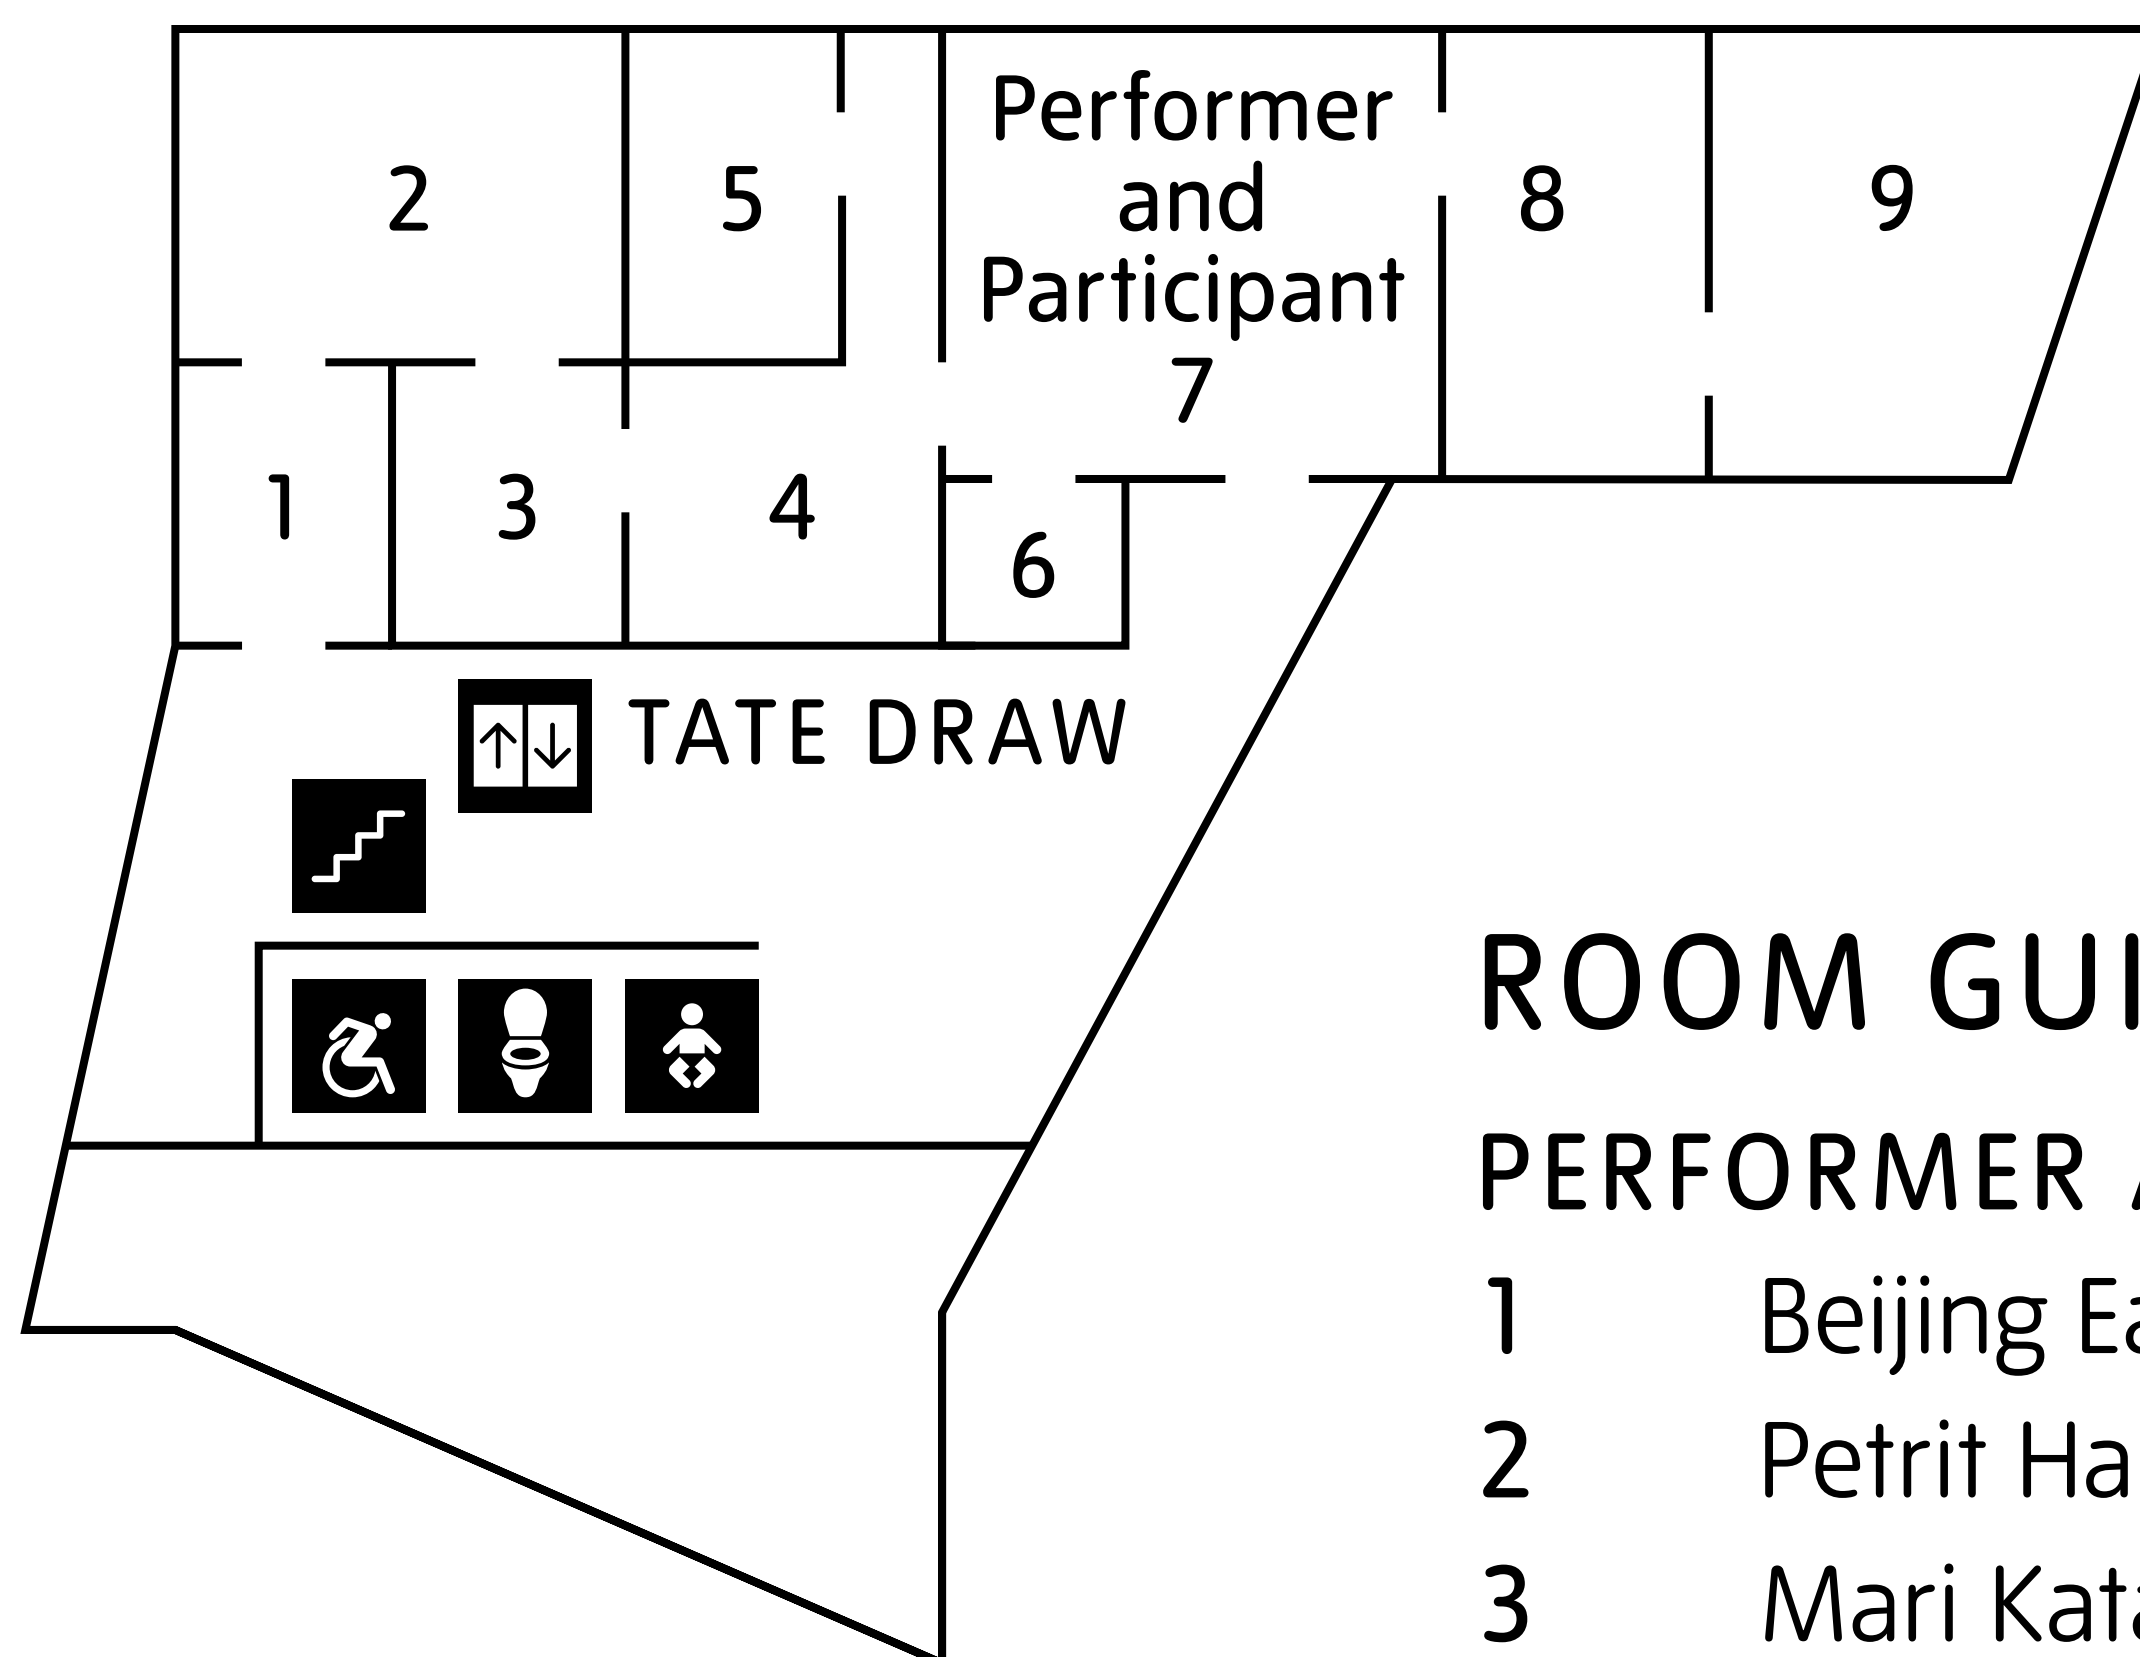 Performer
and
Participant
2
5
7
8
9
1
3
4
6
TATE DRAW
ROOM GUI
PERFORMER
1 Beijing Ea
2 Petrit Ha
3 Mari Kata